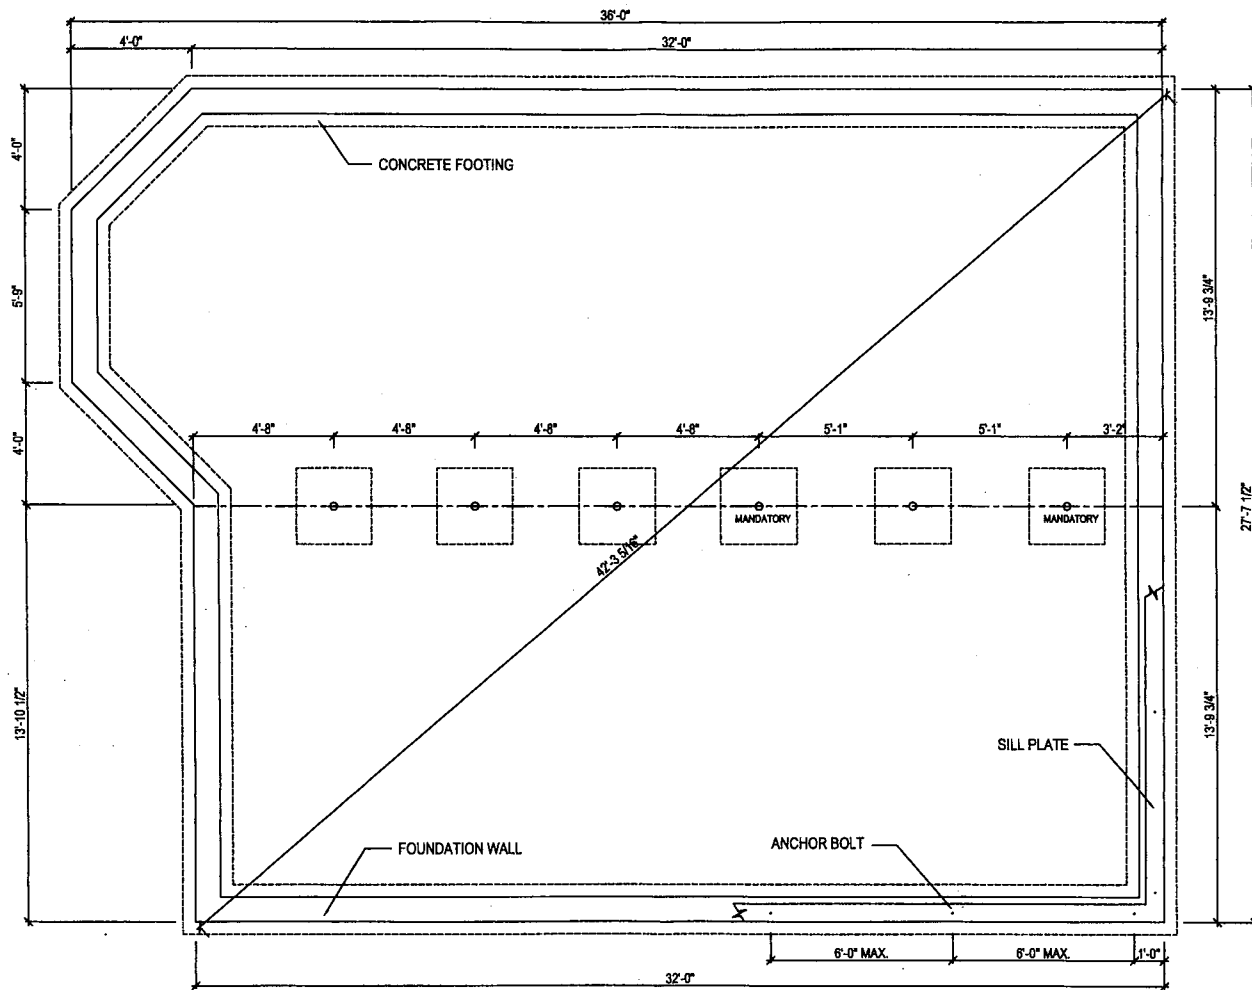 36'-0"
4'-0"
32'-0"
4'-0"
CONCRETE FOOTING
5'-9"
13'-9 3/4"
4'-0"
4'-8"
4'-8"
4'-8"
4'-8"
5'-1"
5'-1"
3'-2"
27'-7 1/2"
MANDATORY
MANDATORY
42'-3 5/16"
13'-10 1/2"
13'-9 3/4"
SILL PLATE
FOUNDATION WALL
ANCHOR BOLT
6'-0" MAX.
6'-0" MAX.
1'-0"
32'-0"